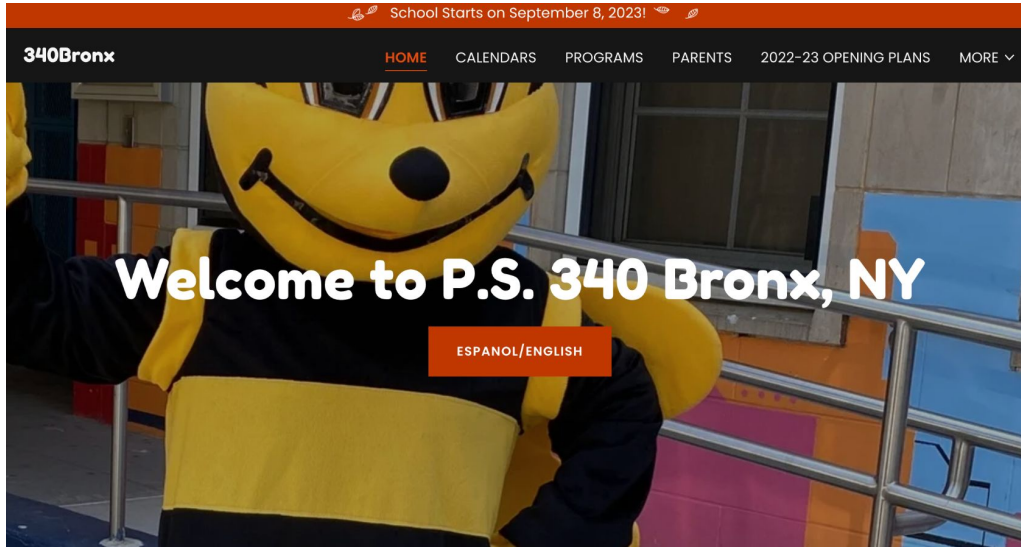 School Starts on September 8, 2023!
340Bronx
HOME CALENDARS PROGRAMS PARENTS 2022-23 OPENING PLANS MORE
Welcome to P.S. 340 Bronx, NY
ESPANOL/ENGLISH